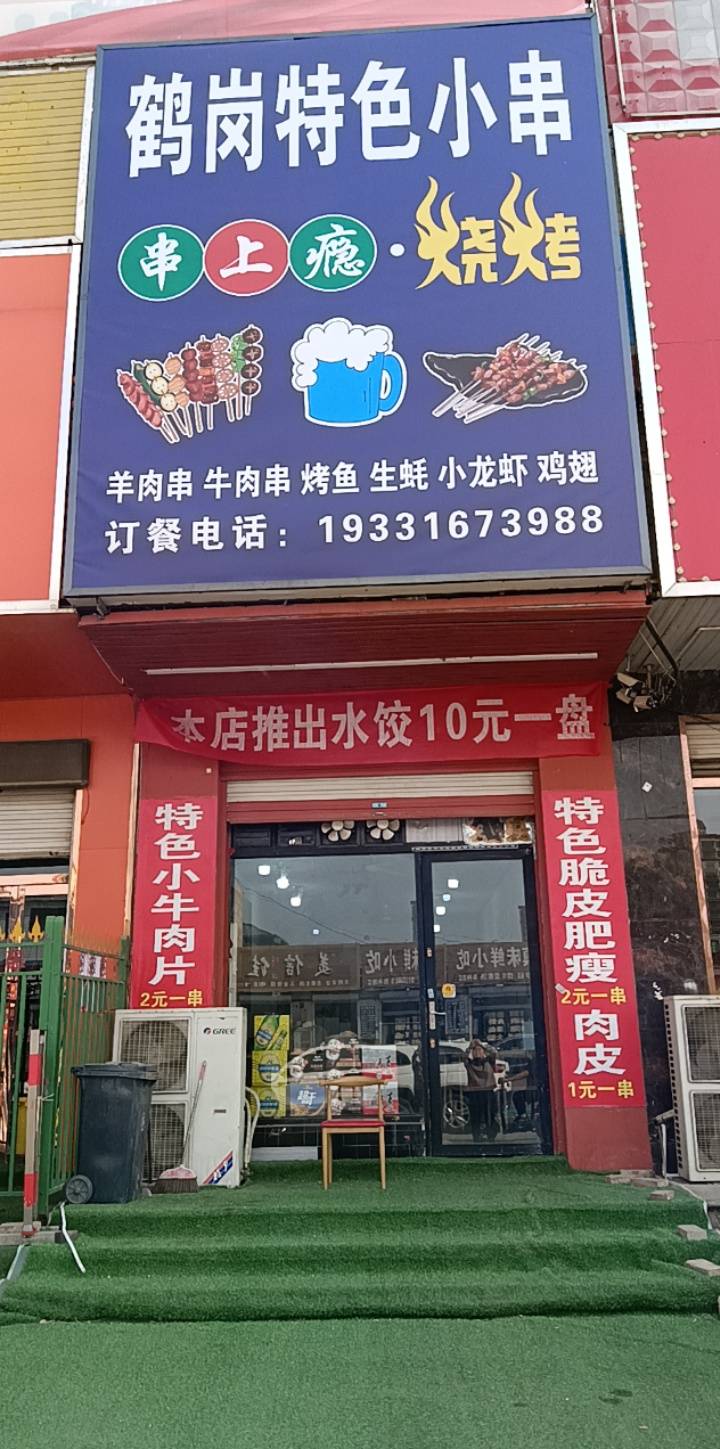 鹤岗特色小串
串上瘾·烧烤
羊肉串 牛肉串 烤鱼 生蚝 小龙虾 鸡翅
订餐电话：19331673988
本店推出水饺10元一盘
特色小牛肉片
2元一串
特色脆皮肥瘦
2元一串
肉皮
1元一串
GREE